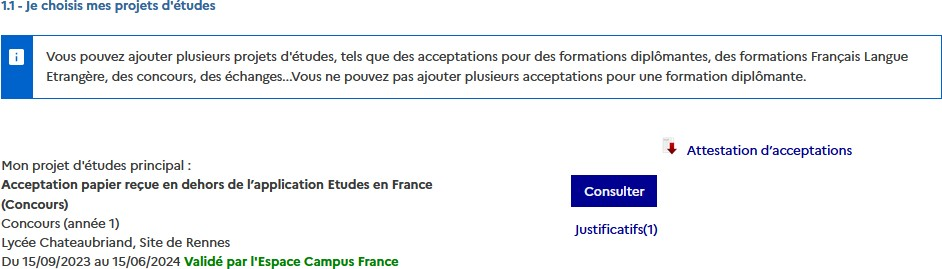 1.1 - Je choisis mes projets d'études
Vous pouvez ajouter plusieurs projets d'études, tels que des acceptations pour des formations diplômantes, des formations Français Langue
Etrangère, des concours, des échanges...Vous ne pouvez pas ajouter plusieurs acceptations pour une formation diplômante.
Attestation d’acceptations
Mon projet d'études principal :
Acceptation papier reçue en dehors de l’application Etudes en France
(Concours)
Consulter
Concours (année 1)
Justificatifs(1)
Lycée Chateaubriand, Site de Rennes
Du 15/09/2023 au 15/06/2024 Validé par l'Espace Campus France